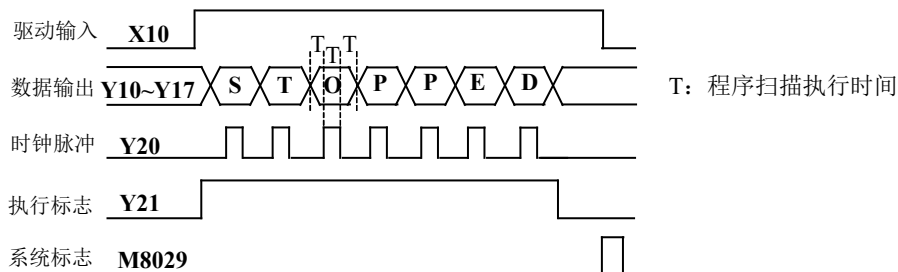 驱动输入 X10
T T T
数据输出 Y10~Y17 S T O P P E D
T：程序扫描执行时间
时钟脉冲 Y20
执行标志 Y21
系统标志 M8029